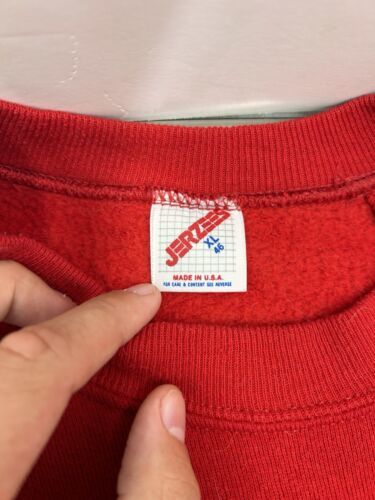 JERZEES
XL
46
MADE IN U.S.A.
FOR CARE & CONTENT SEE REVERSE